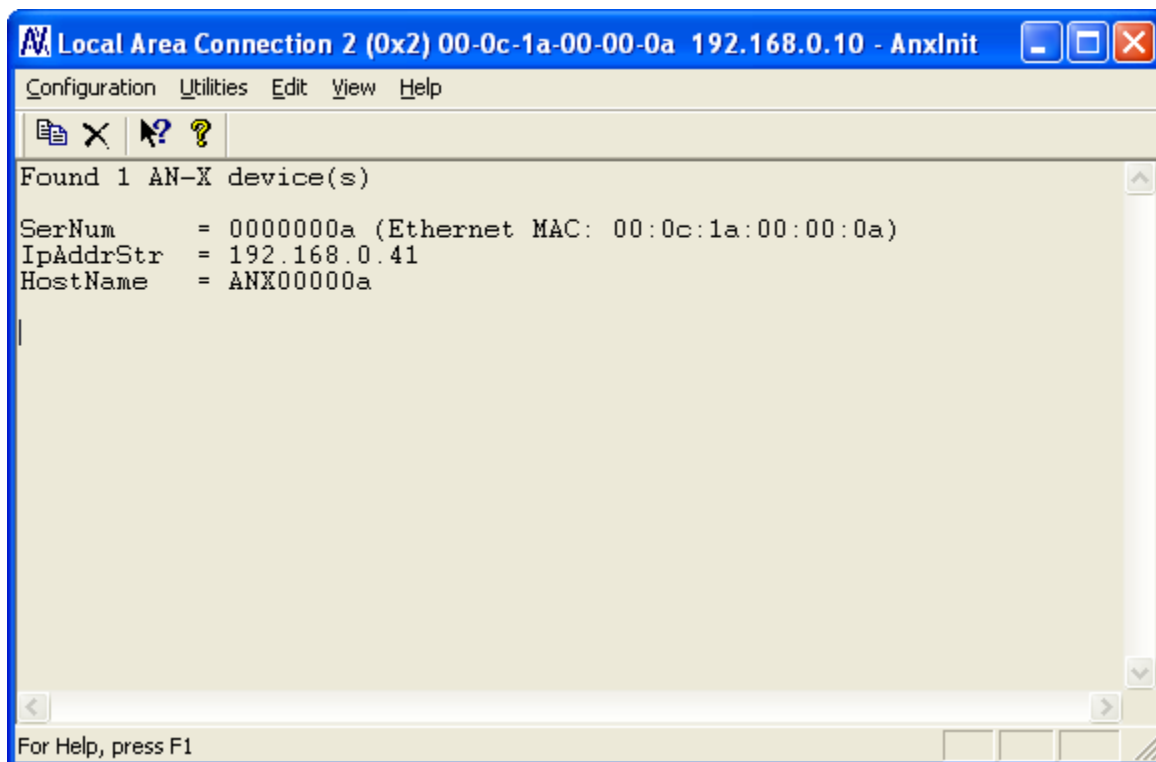 Local Area Connection 2 (0x2) 00-0c-1a-00-00-0a 192.168.0.10 - AnxInit
Configuration Utilities Edit View Help
Found 1 AN-X device(s)
SerNum = 0000000a (Ethernet MAC: 00:0c:1a:00:00:0a)
IpAddrStr = 192.168.0.41
HostName = ANX00000a
For Help, press F1